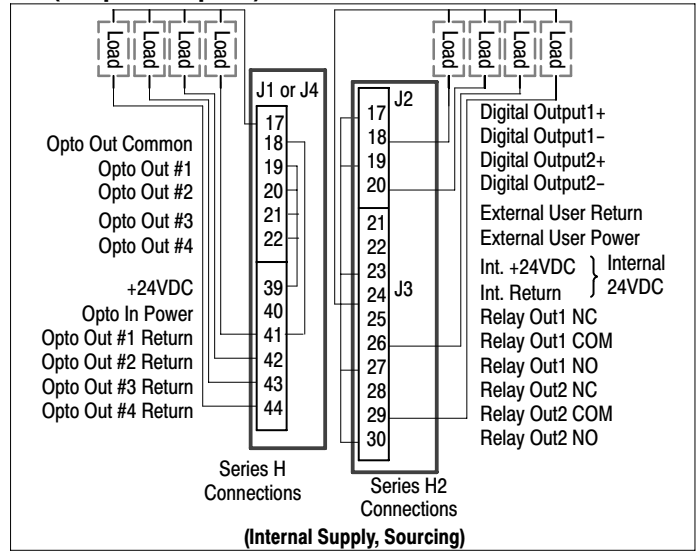 Load Load Load Load
Load Load Load Load
J1 or J4
17
18
19
20
21
22
39
40
41
42
43
44
Opto Out Common
Opto Out #1
Opto Out #2
Opto Out #3
Opto Out #4
+24VDC
Opto In Power
Opto Out #1 Return
Opto Out #2 Return
Opto Out #3 Return
Opto Out #4 Return
Series H
Connections
J2
17
18
19
20
21
22
23
24
J3
25
26
27
28
29
30
Digital Output1+
Digital Output1−
Digital Output2+
Digital Output2−
External User Return
External User Power
Int. +24VDC
Int. Return
Internal
24VDC
Relay Out1 NC
Relay Out1 COM
Relay Out1 NO
Relay Out2 NC
Relay Out2 COM
Relay Out2 NO
Series H2
Connections
(Internal Supply, Sourcing)